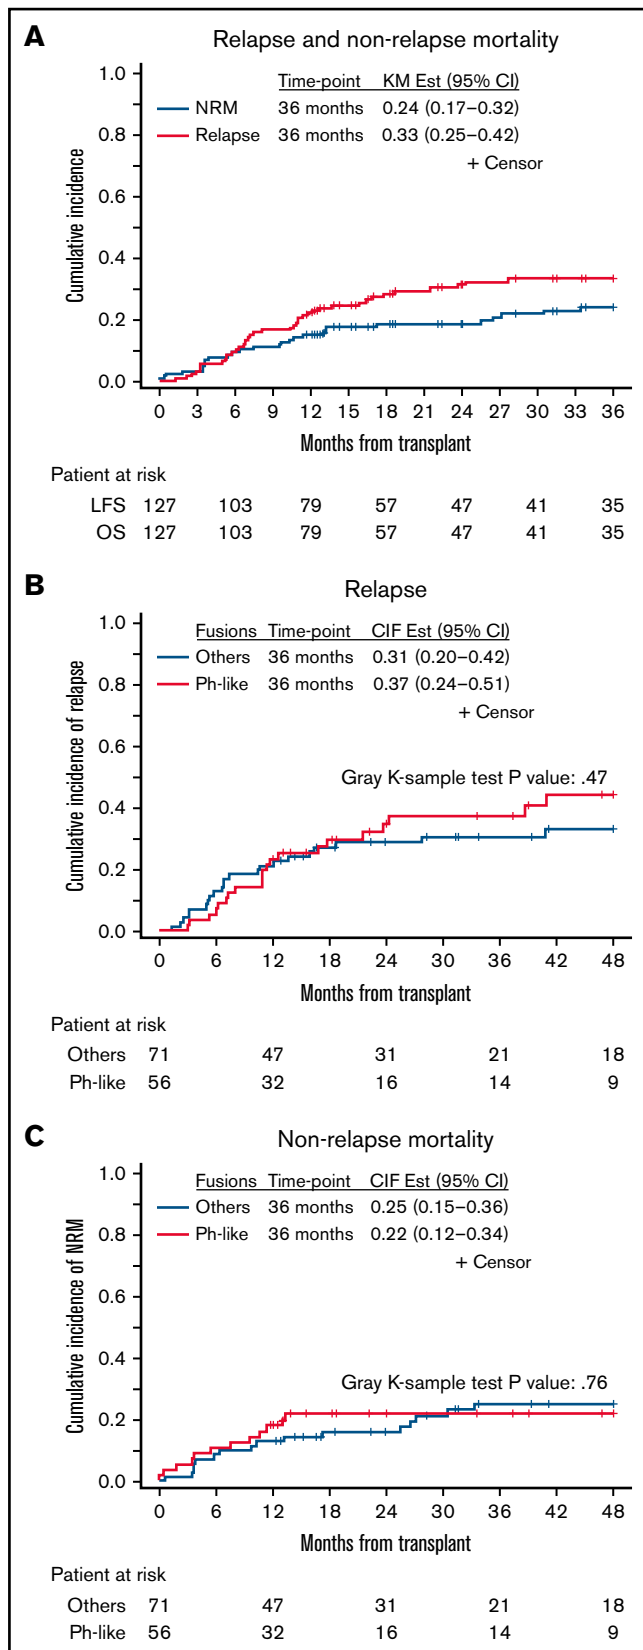 A
Relapse and non-relapse mortality
Time-point KM Est (95% CI)
NRM 36 months 0.24 (0.17–0.32)
Relapse 36 months 0.33 (0.25–0.42)
+ Censor
Cumulative incidence
1.0
0.8
0.6
0.4
0.2
0.0
0 3 6 9 12 15 18 21 24 27 30 33 36
Months from transplant
Patient at risk
LFS 127 103 79 57 47 41 35
OS 127 103 79 57 47 41 35
B
Relapse
Fusions Time-point CIF Est (95% CI)
Others 36 months 0.31 (0.20–0.42)
Ph-like 36 months 0.37 (0.24–0.51)
+ Censor
Gray K-sample test P value: .47
Cumulative incidence of relapse
1.0
0.8
0.6
0.4
0.2
0.0
0 6 12 18 24 30 36 42 48
Months from transplant
Patient at risk
Others 71 47 31 21 18
Ph-like 56 32 16 14 9
C
Non-relapse mortality
Fusions Time-point CIF Est (95% CI)
Others 36 months 0.25 (0.15–0.36)
Ph-like 36 months 0.22 (0.12–0.34)
+ Censor
Gray K-sample test P value: .76
Cumulative incidence of NRM
1.0
0.8
0.6
0.4
0.2
0.0
0 6 12 18 24 30 36 42 48
Months from transplant
Patient at risk
Others 71 47 31 21 18
Ph-like 56 32 16 14 9